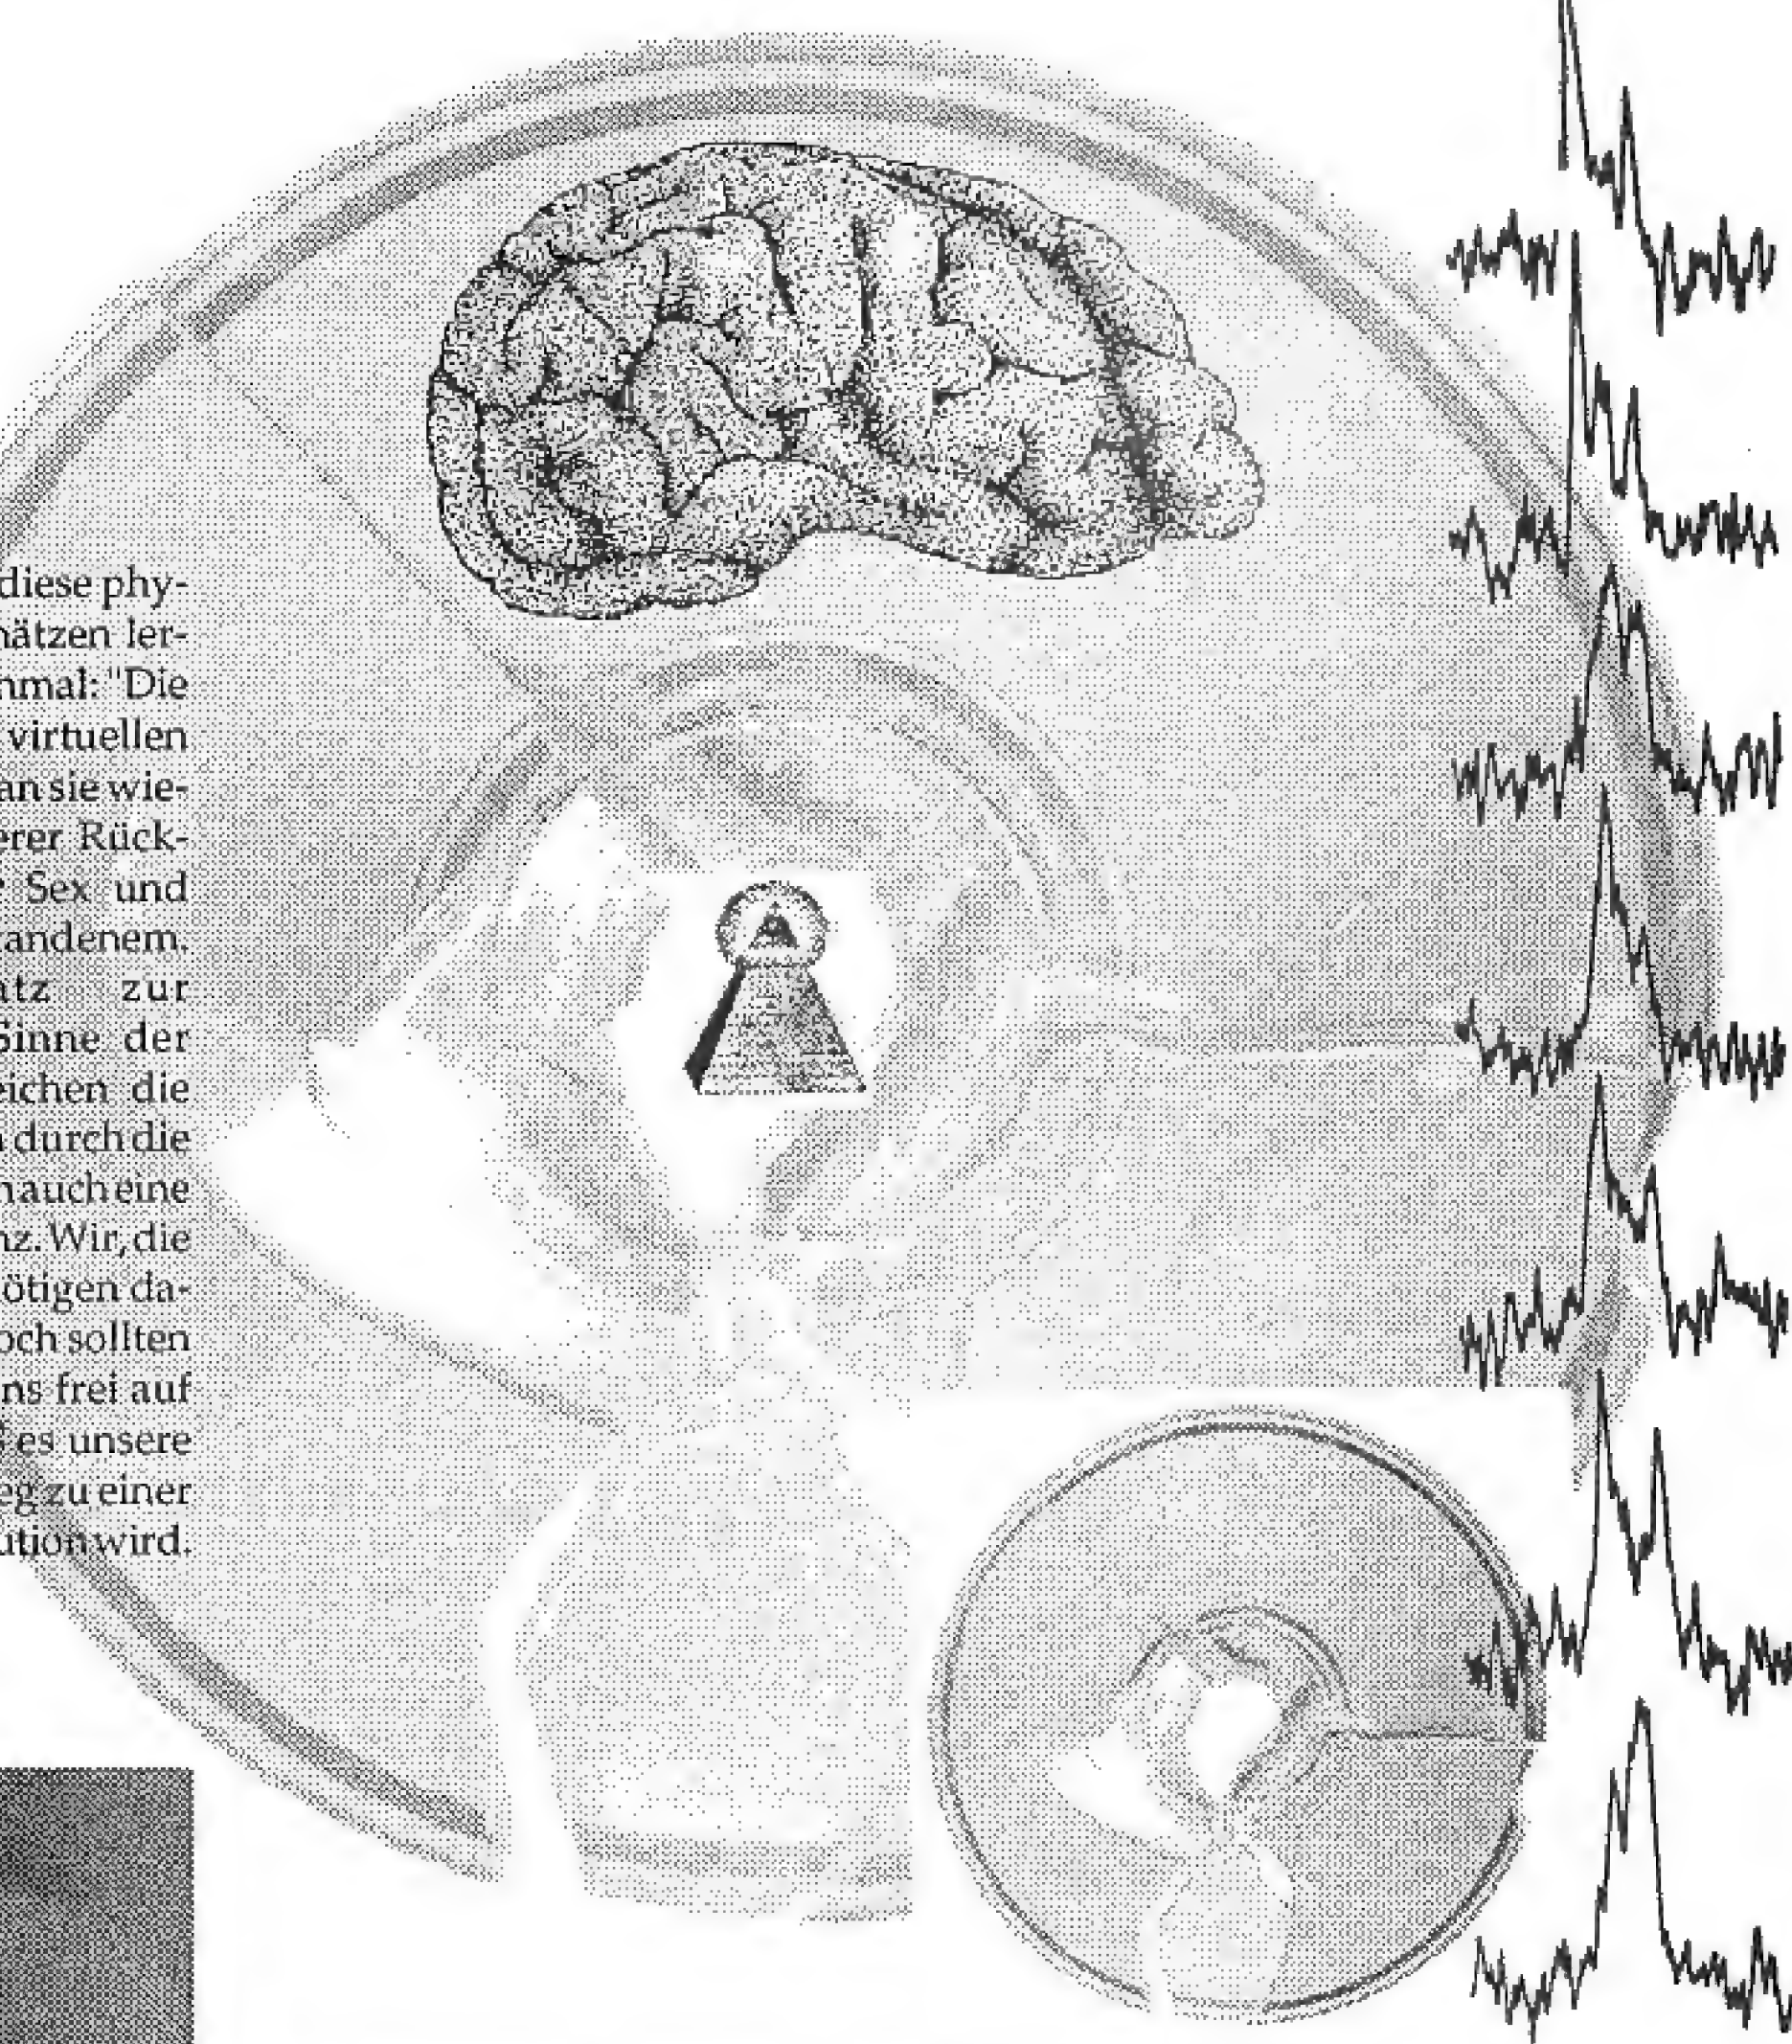 diese phy-
hätzen ler-
nmal: "Die
virtuellen
an sie wie-
erer Rück-
Sex und
tandenem.
atz zur
Sinne der
eichen die
durch die
auch eine
nz. Wir, die
ötigen da-
och sollten
ns frei auf
es unsere
eg zu einer
ution wird.